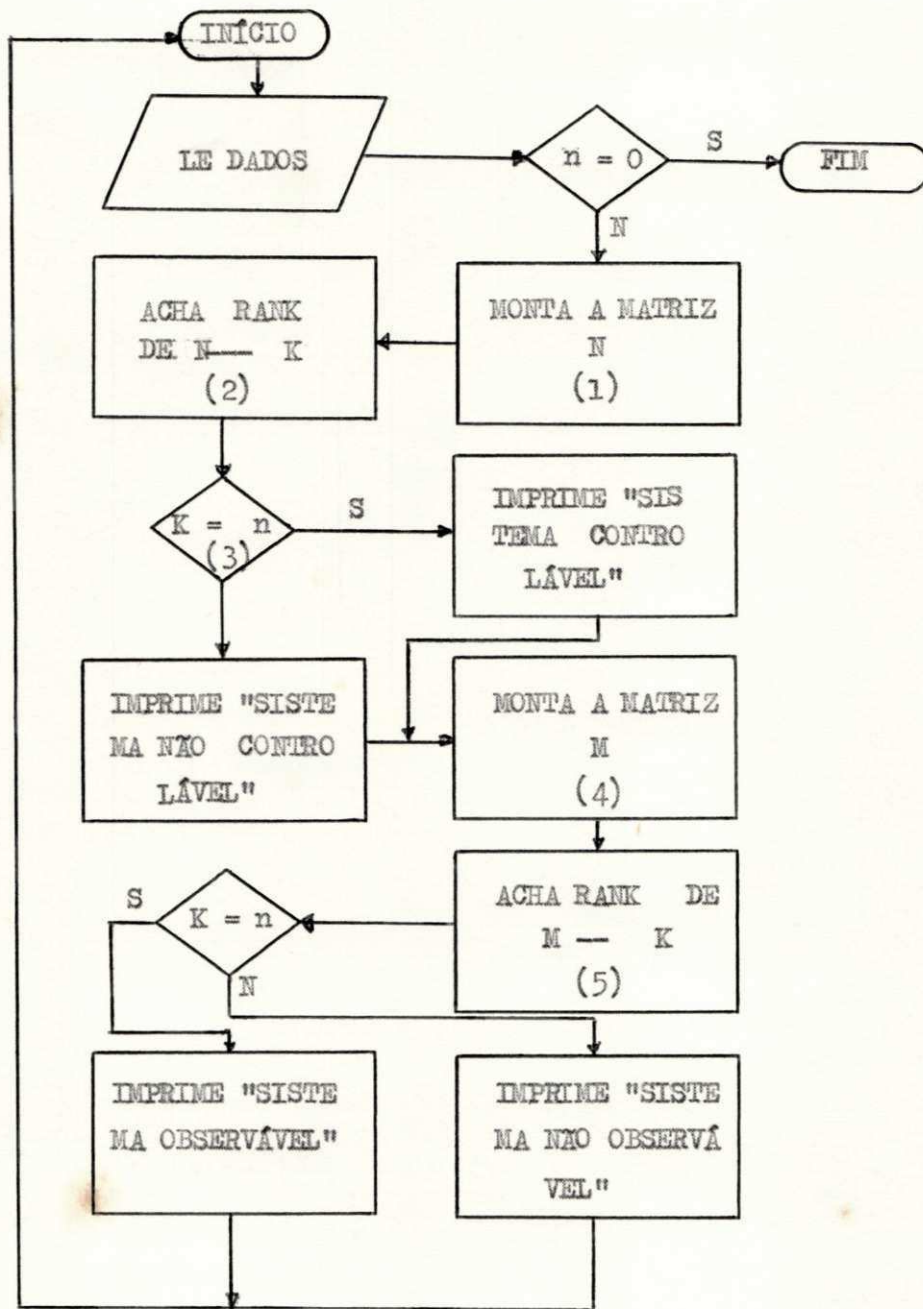 INÍCIO
LE DADOS
n = 0
S
FIM
N
MONTA A MATRIZ
N
(1)
ACHA RANK
DE N--- K
(2)
K = n
(3)
S
IMPRIME "SIS
TEMA CONTRO
LÁVEL"
IMPRIME "SISTE
MA NÃO CONTRO
LÁVEL"
MONTA A MATRIZ
M
(4)
ACHA RANK DE
M -- K
(5)
K = n
S
N
IMPRIME "SISTE
MA OBSERVÁVEL"
IMPRIME "SISTE
MA NÃO OBSERVÁ
VEL"